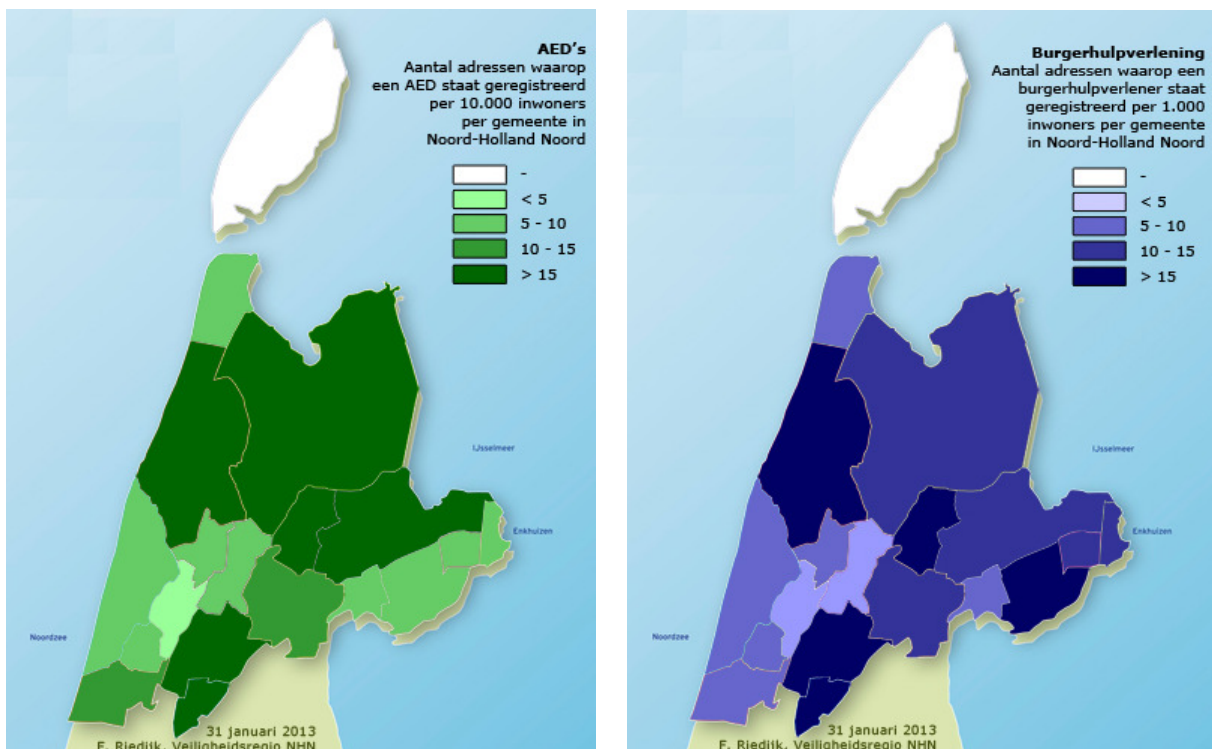 AED's
Aantal adressen waarop
een AED staat geregistreerd
per 10.000 inwoners
per gemeente in
Noord-Holland Noord
-
< 5
5 - 10
10 - 15
> 15
IJsselmeer
Enkhuizen
Noordzee
31 januari 2013
F. Riedijk, Veiligheidsregio NHN
Burgerhulpverlening
Aantal adressen waarop een
burgerhulpverlener staat
geregistreerd per 1.000
inwoners per gemeente
in Noord-Holland Noord
-
< 5
5 - 10
10 - 15
> 15
IJsselmeer
Enkhuizen
Noordzee
31 januari 2013
F. Riedijk, Veiligheidsregio NHN